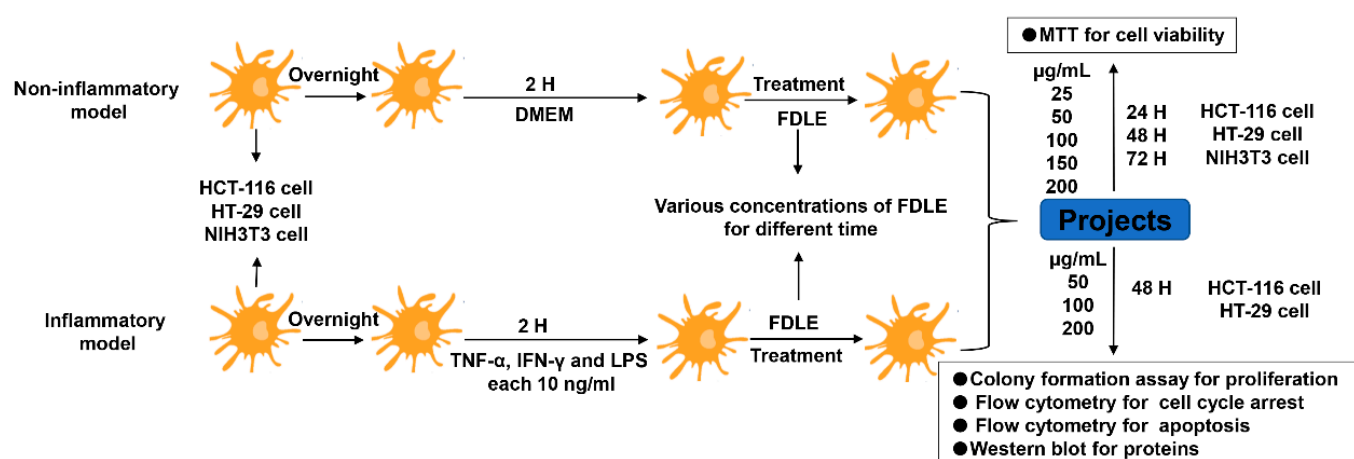 ●MTT for cell viability
Non-inflammatory
model
Overnight
2 H
DMEM
Treatment
FDLE
µg/mL
25
50
100
150
200
24 H
48 H
72 H
HCT-116 cell
HT-29 cell
NIH3T3 cell
HCT-116 cell
HT-29 cell
NIH3T3 cell
Various concentrations of FDLE
for different time
Projects
Inflammatory
model
Overnight
2 H
TNF-α, IFN-γ and LPS
each 10 ng/ml
FDLE
Treatment
µg/mL
50
100
200
48 H
HCT-116 cell
HT-29 cell
●Colony formation assay for proliferation
●Flow cytometry for cell cycle arrest
●Flow cytometry for apoptosis
●Western blot for proteins